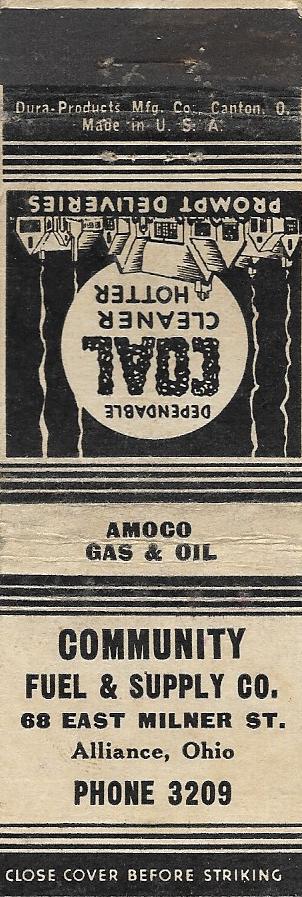 Dura-Products Mfg. Co., Canton, O.
Made in U. S. A.
DEPENDABLE
COAL
CLEANER
HOTTER
PROMPT DELIVERIES
AMOCO
GAS & OIL
COMMUNITY
FUEL & SUPPLY CO.
68 EAST MILNER ST.
Alliance, Ohio
PHONE 3209
CLOSE COVER BEFORE STRIKING